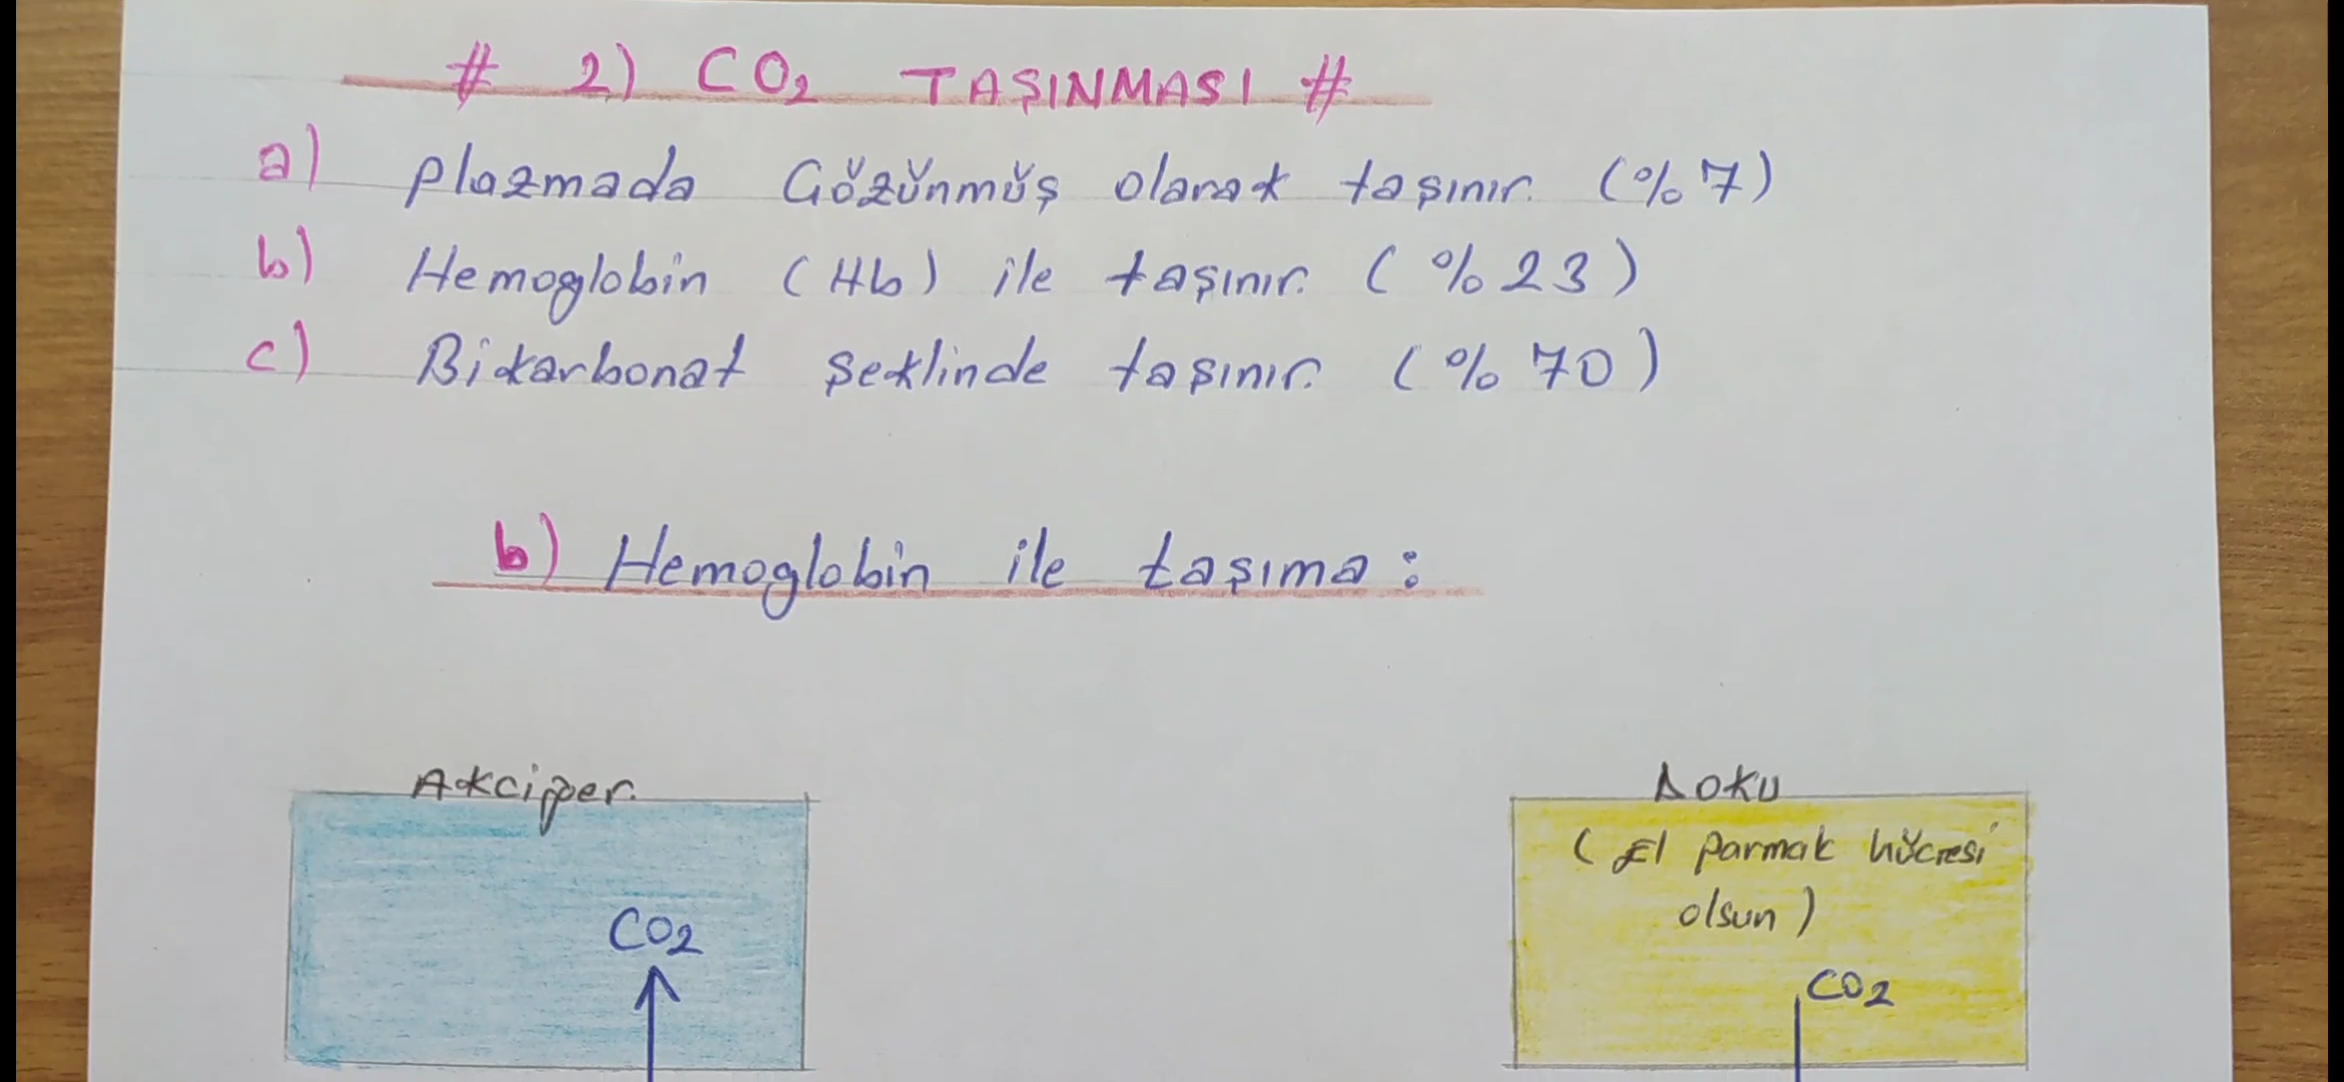 # 2) CO₂ TAŞINMASI #
a) plazmada Çözünmüş olarak taşınır. (%7)
b) Hemoglobin (Hb) ile taşınır. (%23)
c) Bikarbonat şeklinde taşınır. (%70)
b) Hemoglobin ile taşıma:
Akciğer
CO2
Doku
(El parmak hücresi
olsun)
CO2